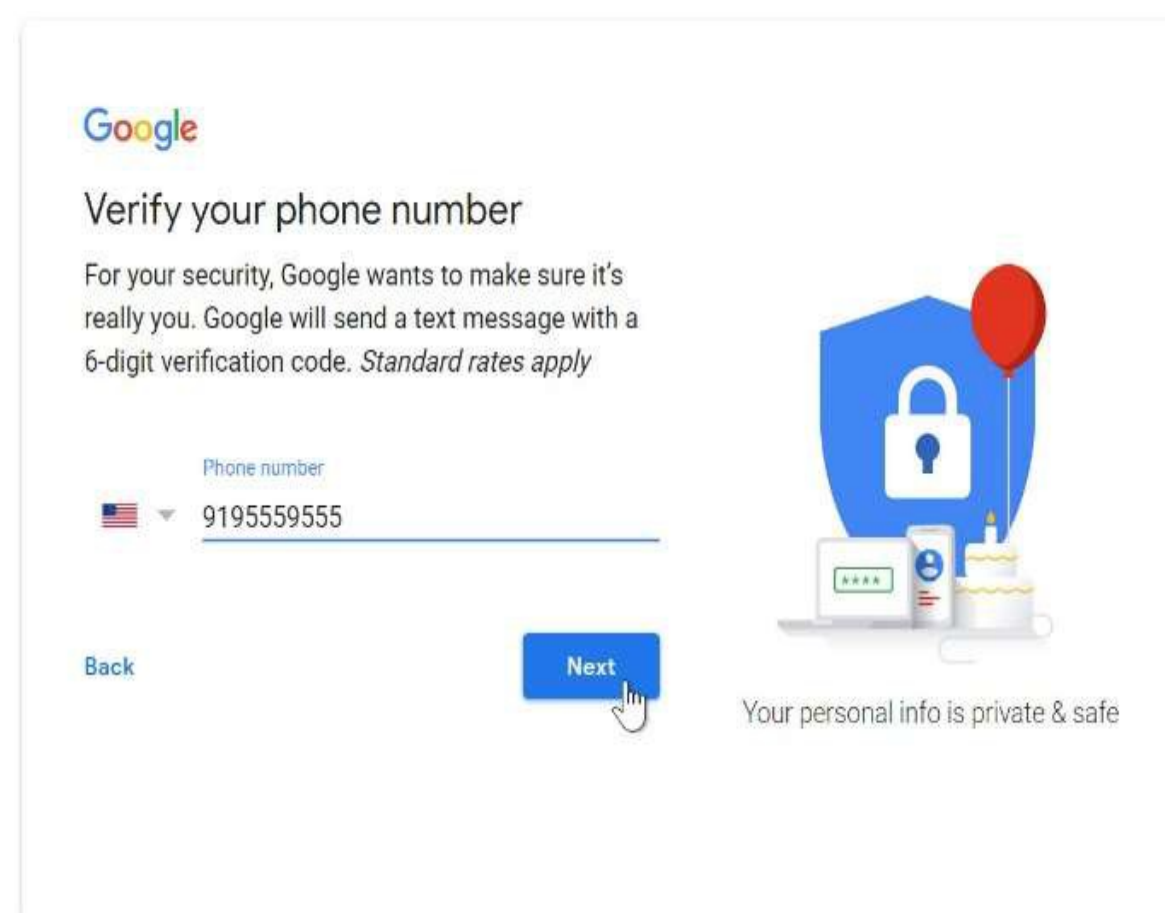 Google
Verify your phone number
For your security, Google wants to make sure it’s
really you. Google will send a text message with a
6-digit verification code. Standard rates apply
Phone number
9195559555
****
Back
Next
Your personal info is private & safe